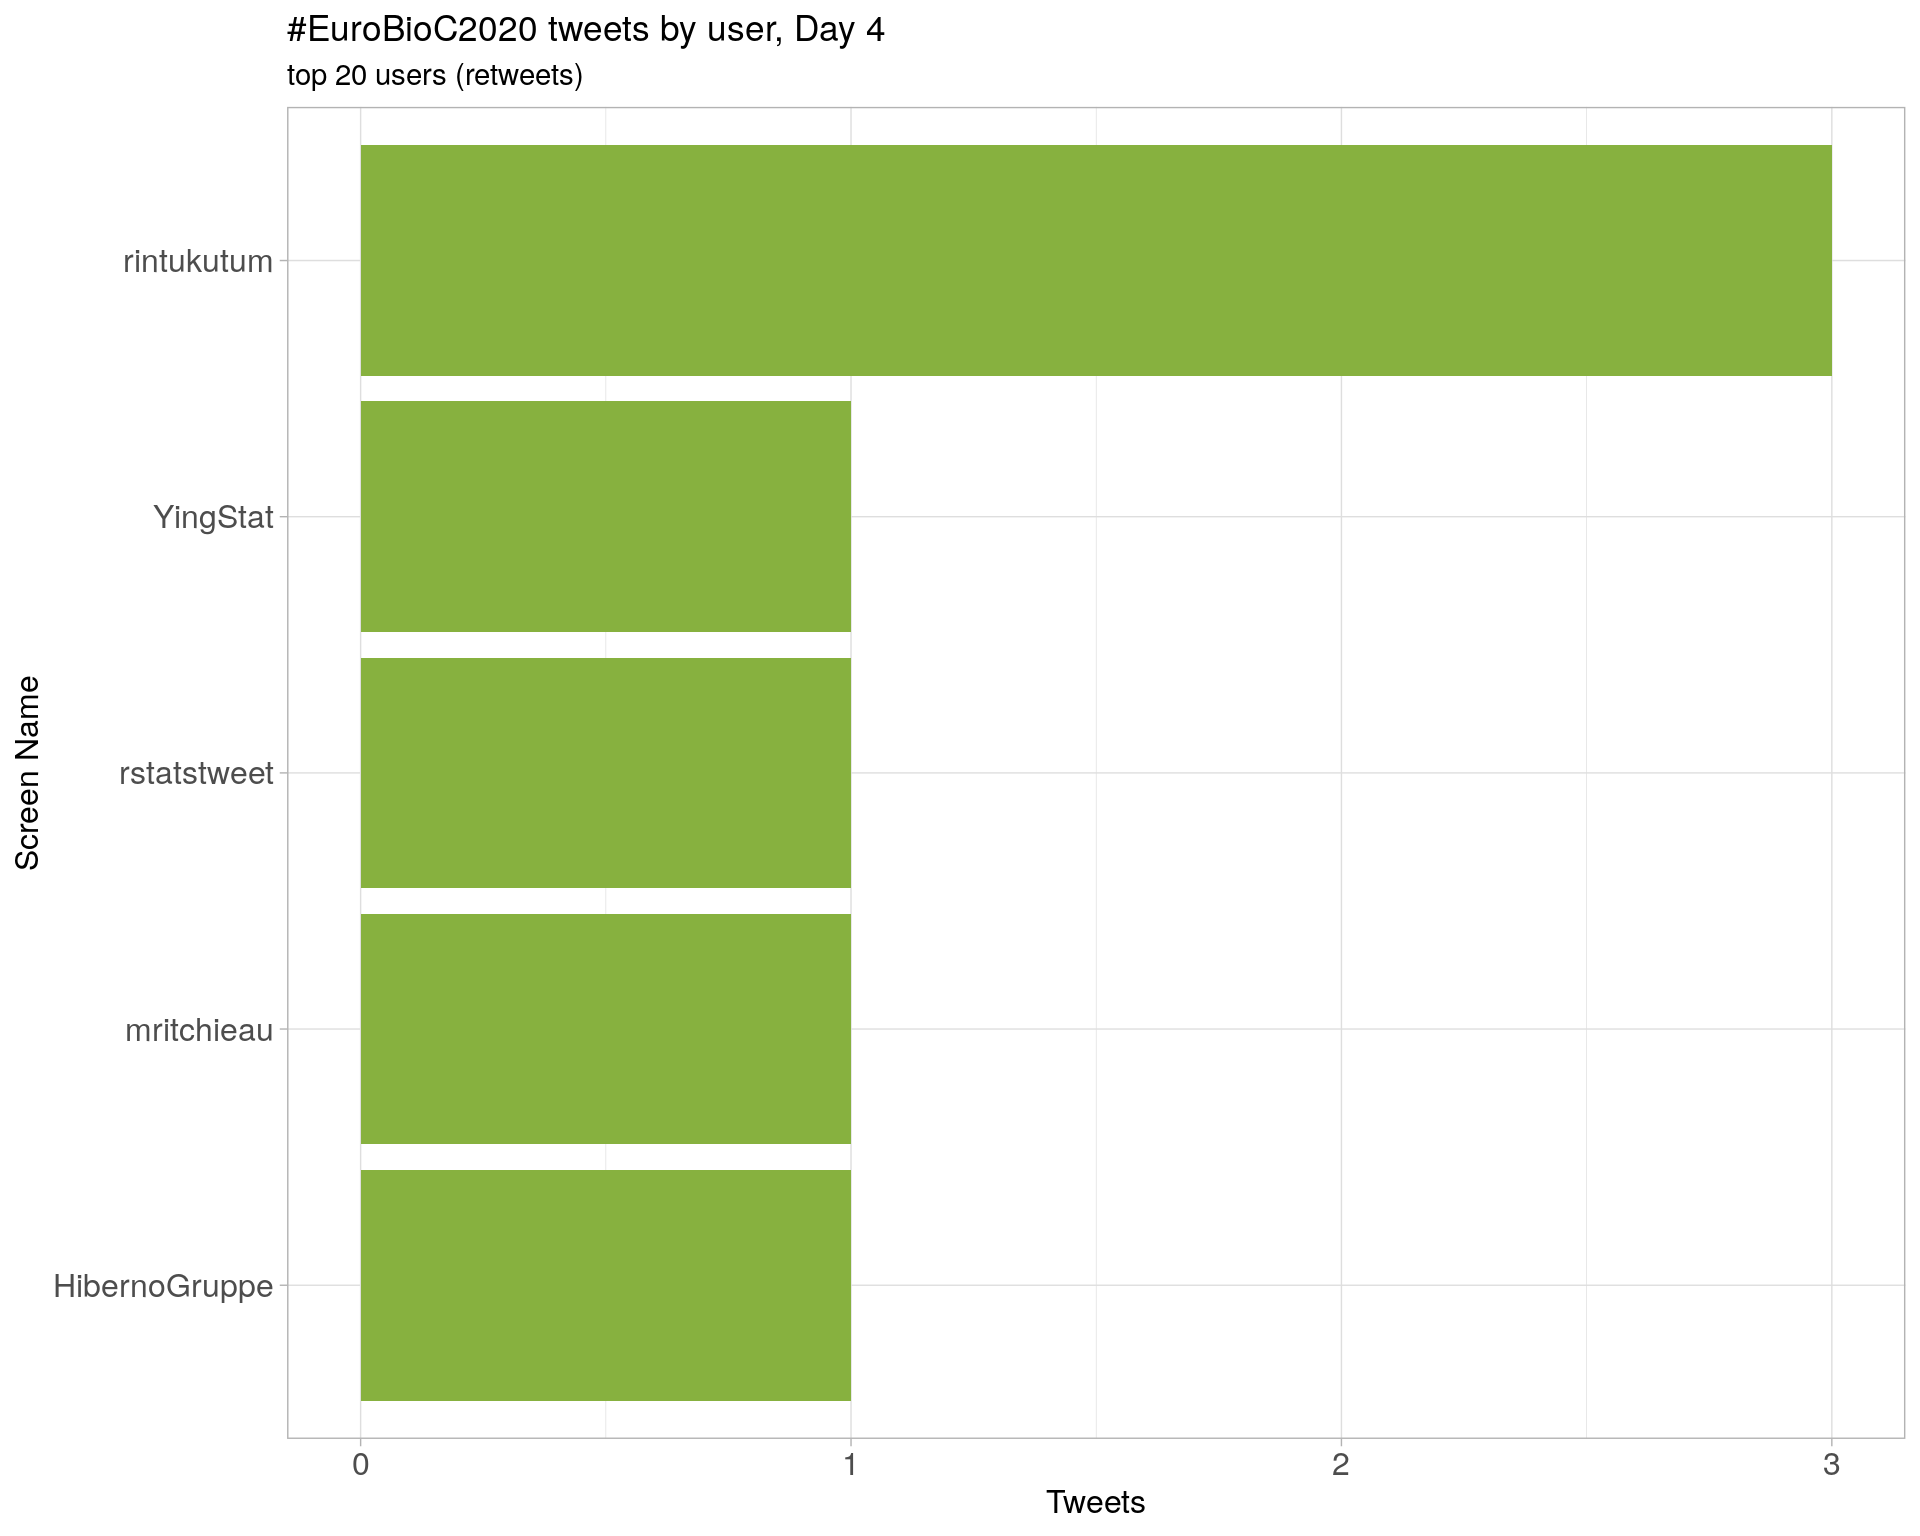 #EuroBioC2020 tweets by user, Day 4
top 20 users (retweets)
Screen Name
rintukutum
YingStat
rstatstweet
mritchieau
HibernoGruppe
0 1 2 3
Tweets